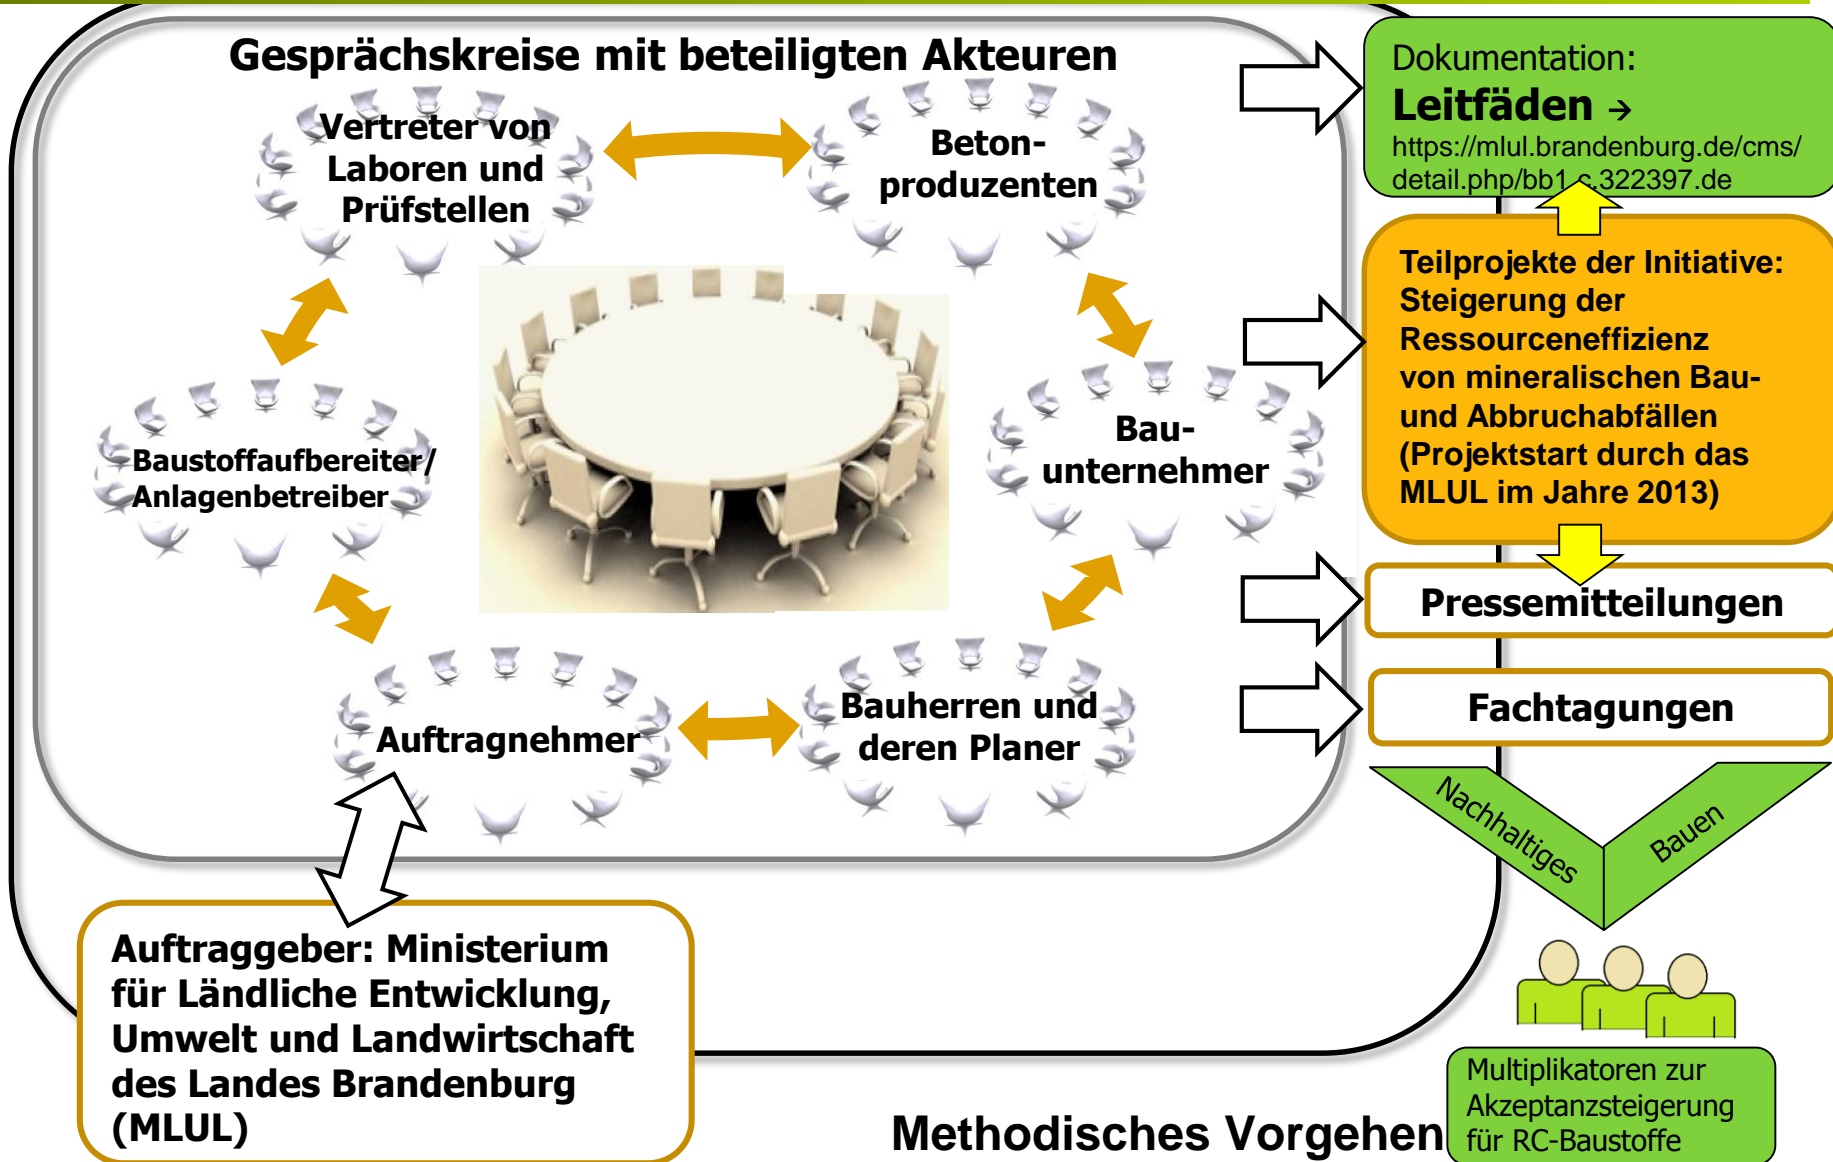 Gesprächskreise mit beteiligten Akteuren
Vertreter von
Laboren und
Prüfstellen
Beton-
produzenten
Baustoffaufbereiter/
Anlagenbetreiber
Bau-
unternehmer
Auftragnehmer
Bauherren und
deren Planer
Auftraggeber: Ministerium
für Ländliche Entwicklung,
Umwelt und Landwirtschaft
des Landes Brandenburg
(MLUL)
Dokumentation:
Leitfäden →
https://mlul.brandenburg.de/cms/
detail.php/bb1.c.322397.de
Teilprojekte der Initiative:
Steigerung der
Ressourceneffizienz
von mineralischen Bau-
und Abbruchabfällen
(Projektstart durch das
MLUL im Jahre 2013)
Pressemitteilungen
Fachtagungen
Nachhaltiges
Bauen
Multiplikatoren zur
Akzeptanzsteigerung
für RC-Baustoffe
Methodisches Vorgehen